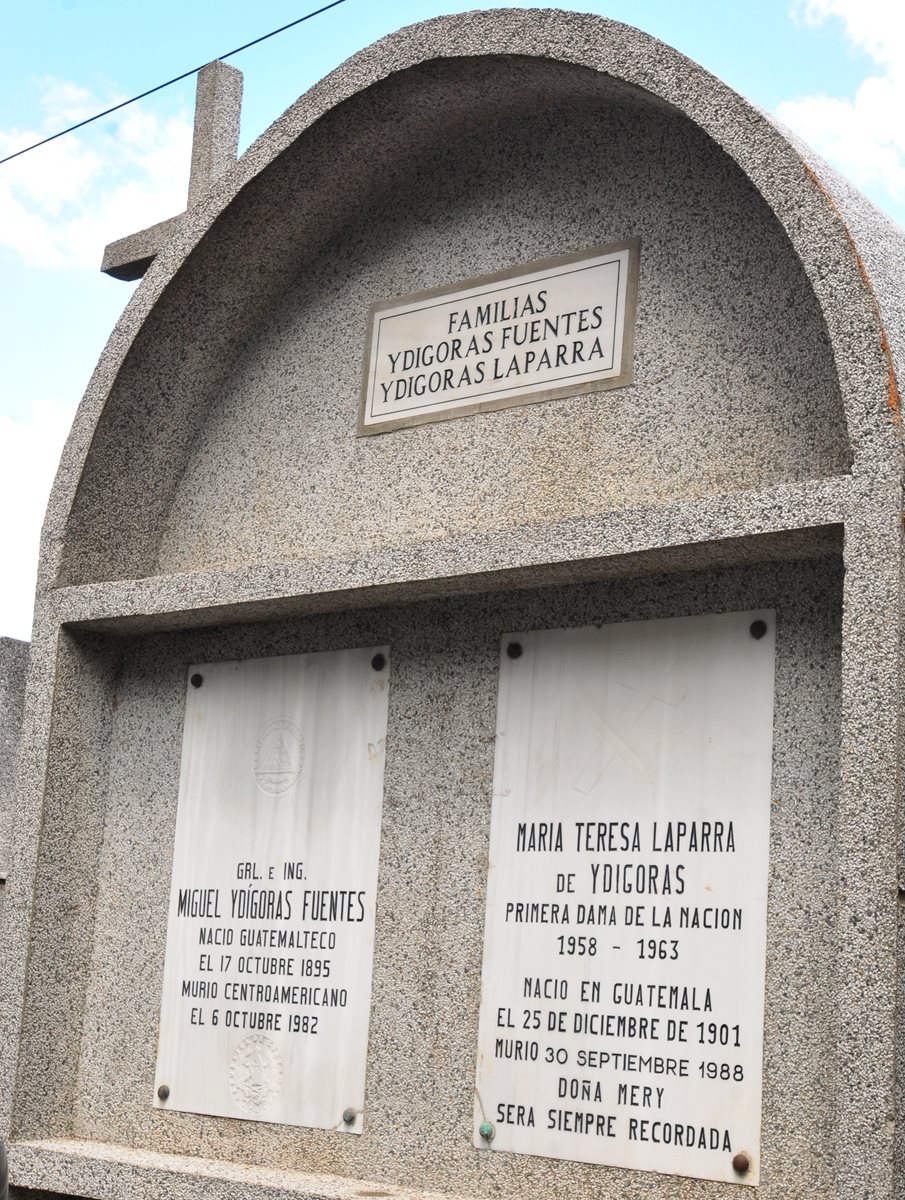 FAMILIAS
YDIGORAS FUENTES
YDIGORAS LAPARRA
GRL. E ING.
MIGUEL YDÍGORAS FUENTES
NACIO GUATEMALTECO
EL 17 OCTUBRE 1895
MURIO CENTROAMERICANO
EL 6 OCTUBRE 1982
MARIA TERESA LAPARRA
DE YDIGORAS
PRIMERA DAMA DE LA NACION
1958 - 1963
NACIO EN GUATEMALA
EL 25 DE DICIEMBRE DE 1901
MURIO 30 SEPTIEMBRE 1988
DOÑA MERY
SERA SIEMPRE RECORDADA